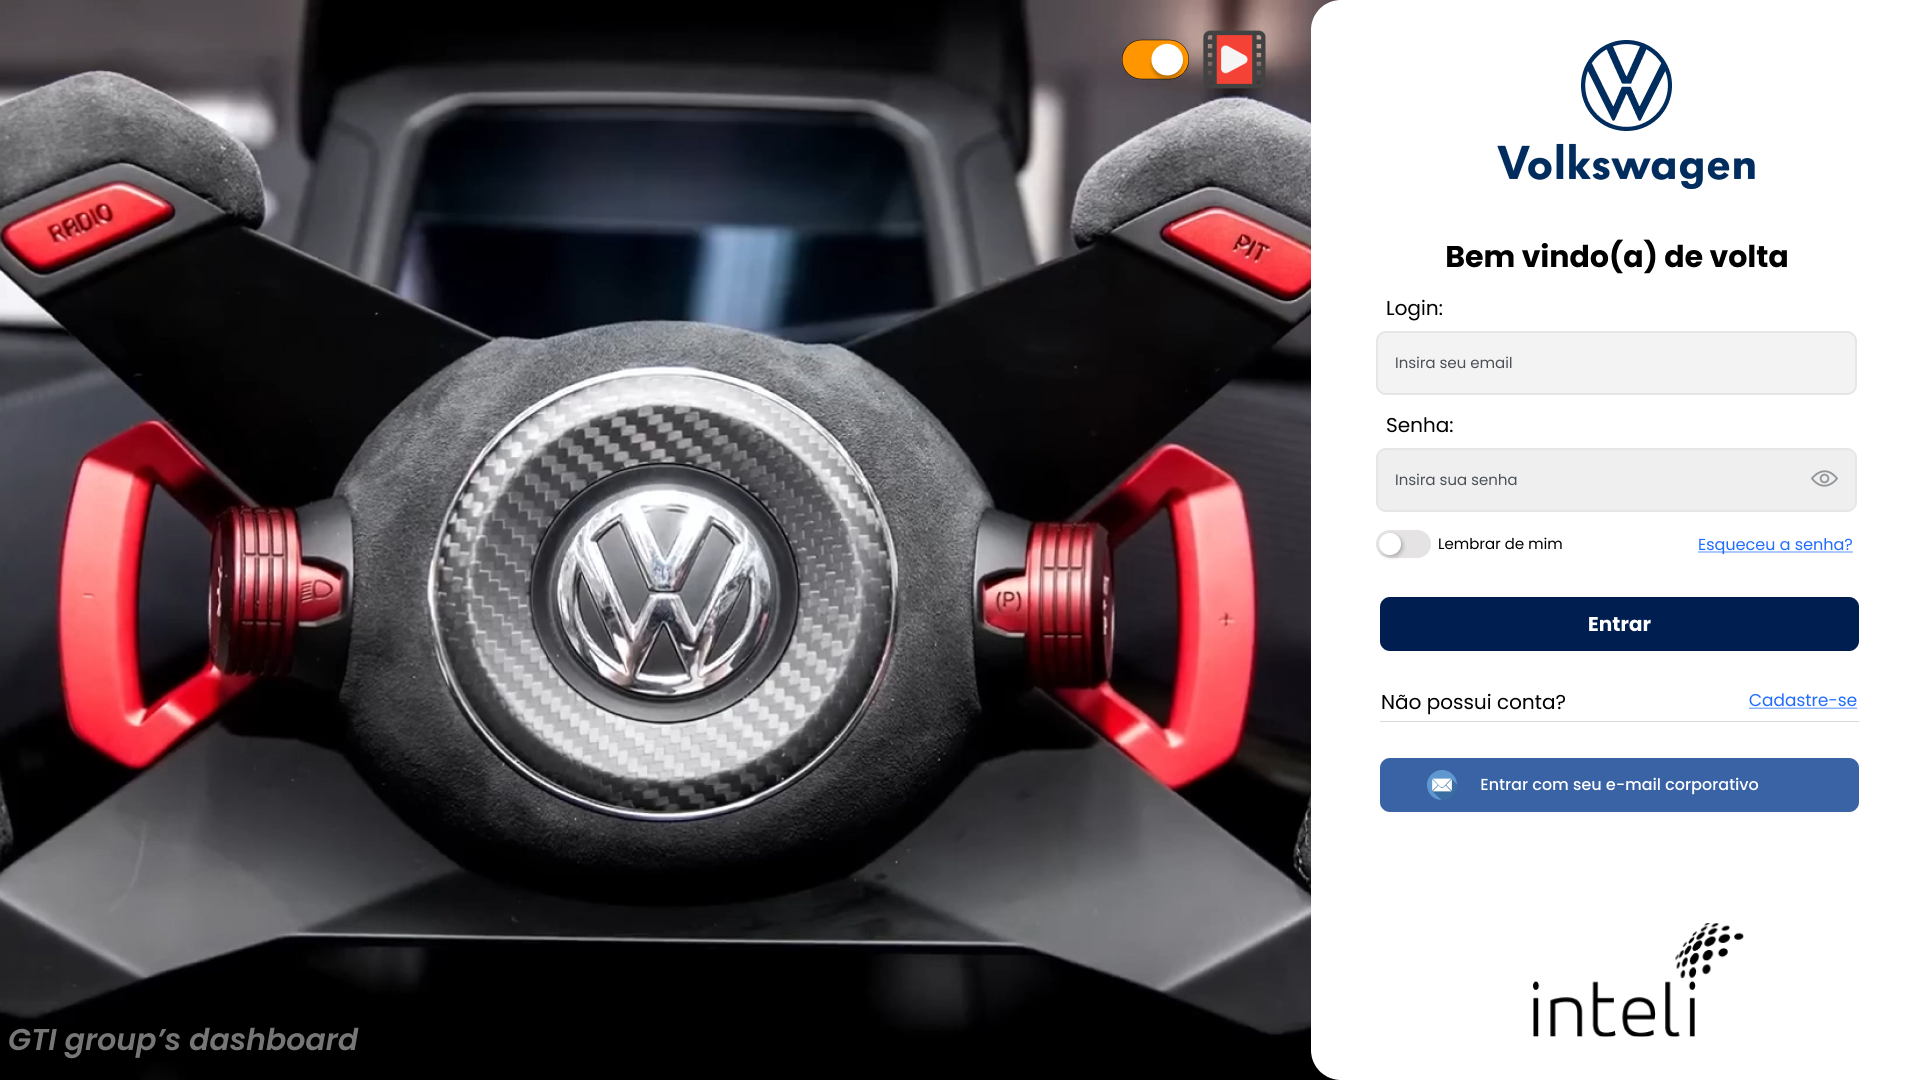 RADIO
PIT
-
(P)
+
GTI group's dashboard
Volkswagen
Bem vindo(a) de volta
Login:
Insira seu email
Senha:
Insira sua senha
Lembrar de mim
Esqueceu a senha?
Entrar
Não possui conta?
Cadastre-se
Entrar com seu e-mail corporativo
inteli